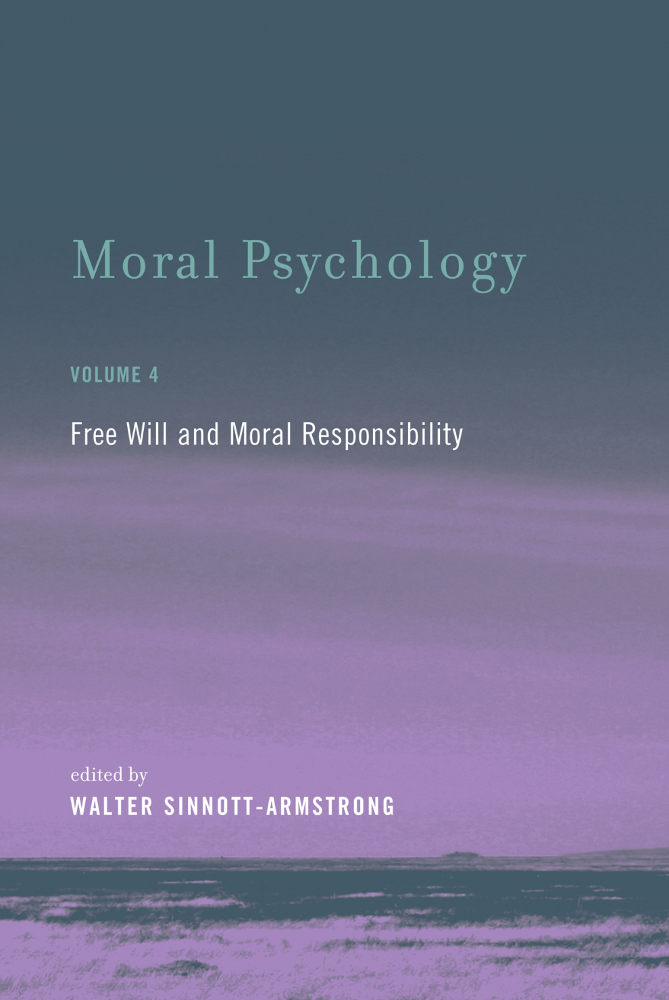 Moral Psychology
VOLUME 4
Free Will and Moral Responsibility
edited by
WALTER SINNOTT-ARMSTRONG